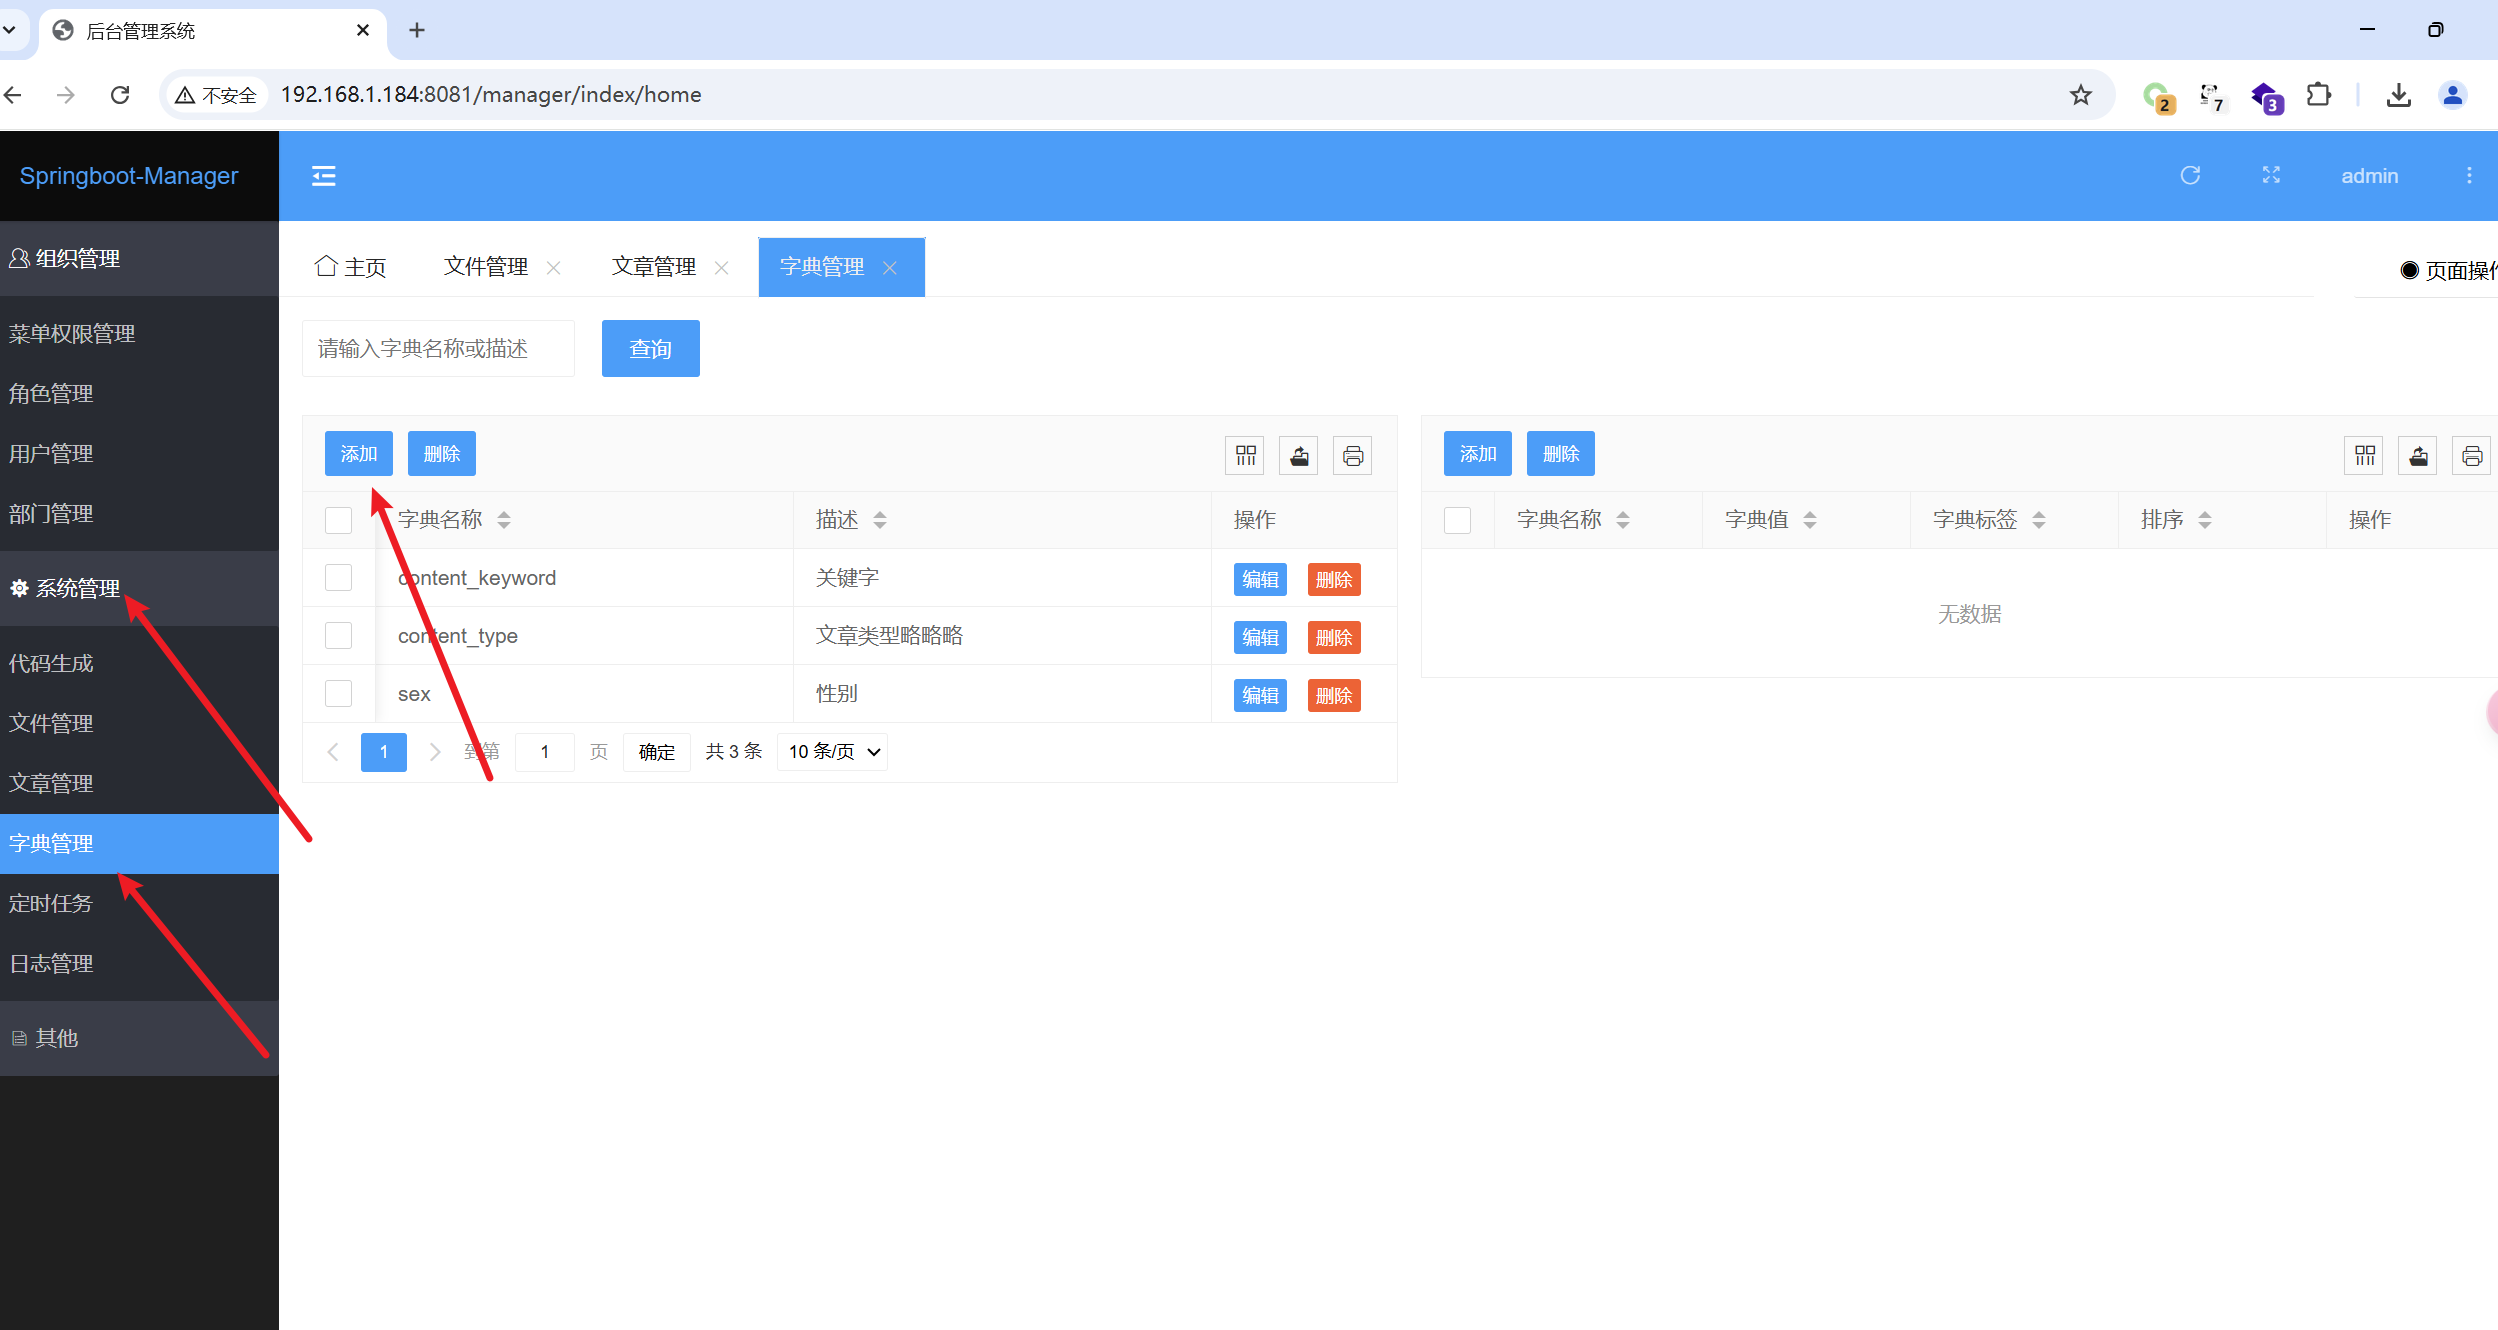 后台管理系统
不安全
192.168.1.184:8081/manager/index/home
2
7
3
Springboot-Manager
admin
组织管理
菜单权限管理
角色管理
用户管理
部门管理
系统管理
代码生成
文件管理
文章管理
字典管理
定时任务
日志管理
其他
主页 文件管理 文章管理 字典管理
页面操作
请输入字典名称或描述 查询
添加 删除
字典名称 描述 操作
content_keyword 关键字 编辑 删除
content_type 文章类型略略略 编辑 删除
sex 性别 编辑 删除
1 到第 1 页 确定 共 3 条 10 条/页
添加 删除
字典名称 字典值 字典标签 排序 操作
无数据